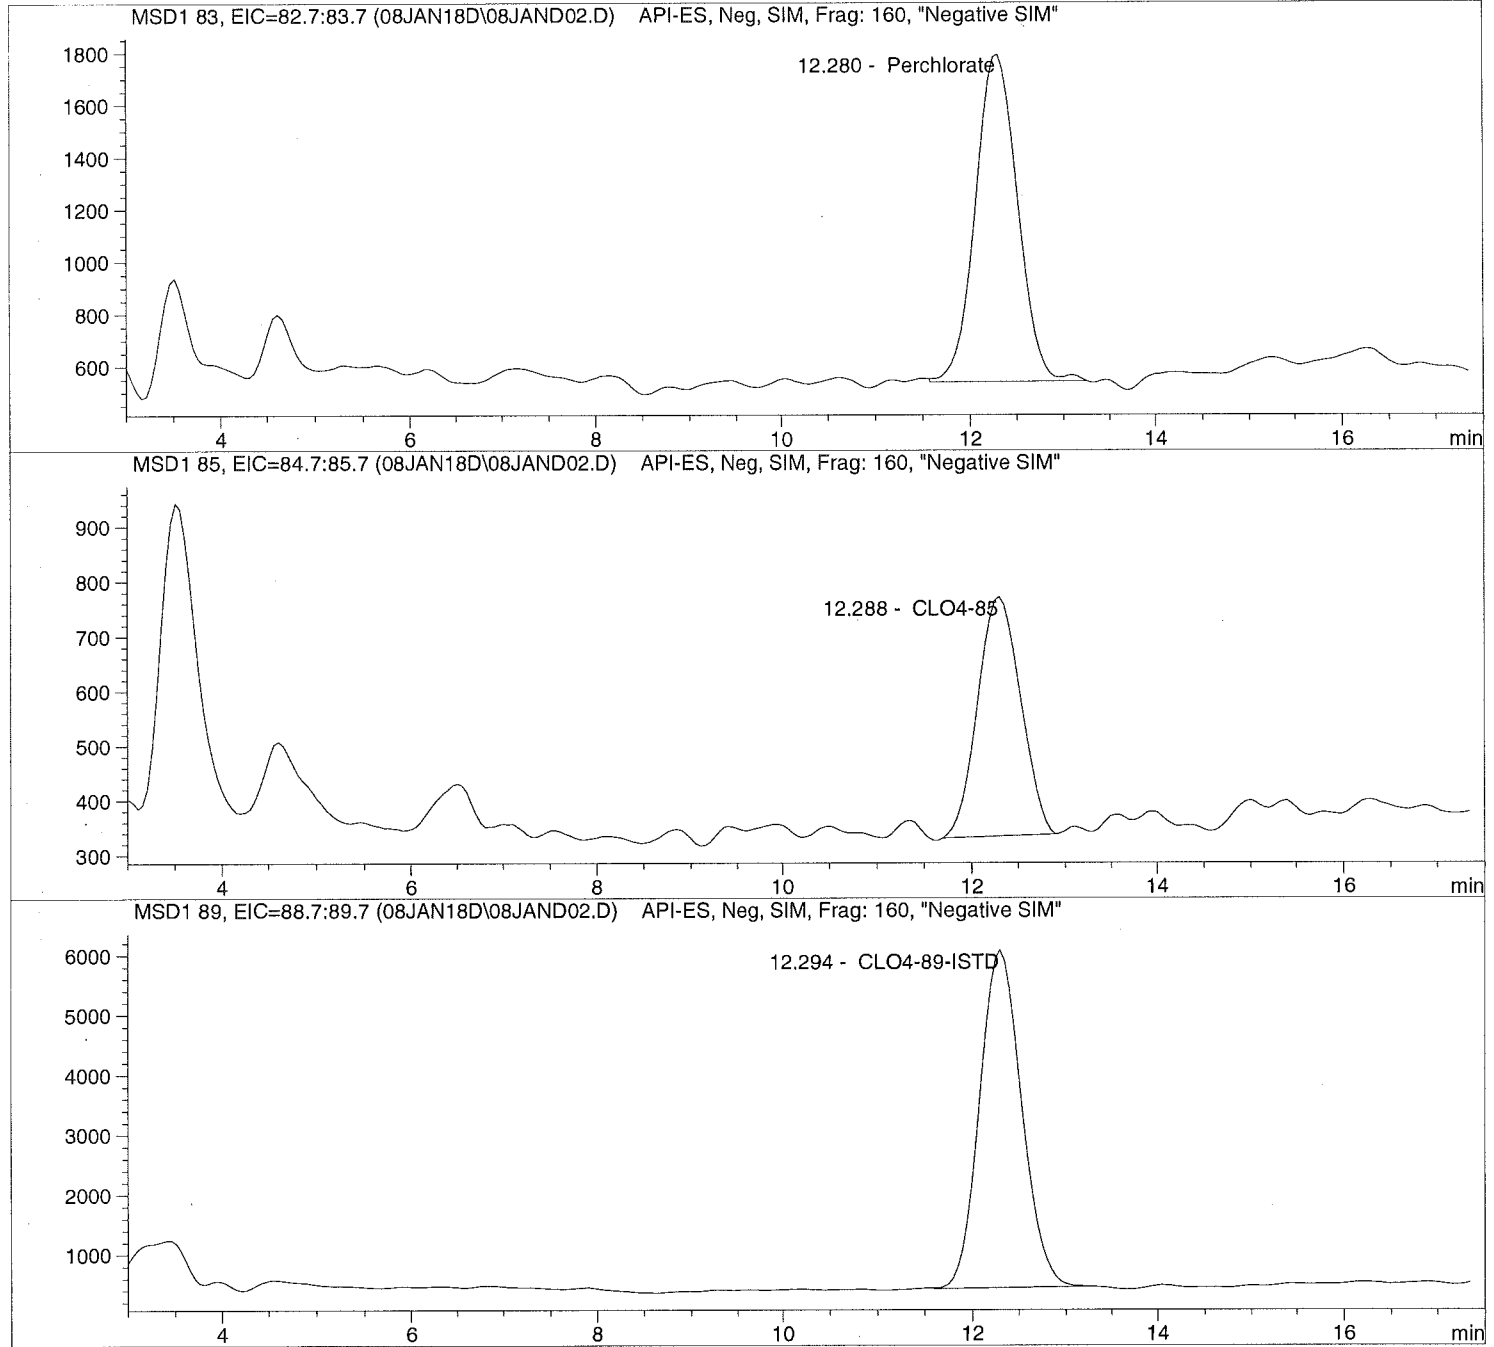 MSD1 83, EIC=82.7:83.7 (08JAN18D\08JAND02.D) API-ES, Neg, SIM, Frag: 160, "Negative SIM"
1800
12.280 - Perchlorate
1600
1400
1200
1000
800
600
4 6 8 10 12 14 16 min
MSD1 85, EIC=84.7:85.7 (08JAN18D\08JAND02.D) API-ES, Neg, SIM, Frag: 160, "Negative SIM"
900
800
12.288 - CLO4-85
700
600
500
400
300
4 6 8 10 12 14 16 min
MSD1 89, EIC=88.7:89.7 (08JAN18D\08JAND02.D) API-ES, Neg, SIM, Frag: 160, "Negative SIM"
6000
12.294 - CLO4-89-ISTD
5000
4000
3000
2000
1000
4 6 8 10 12 14 16 min